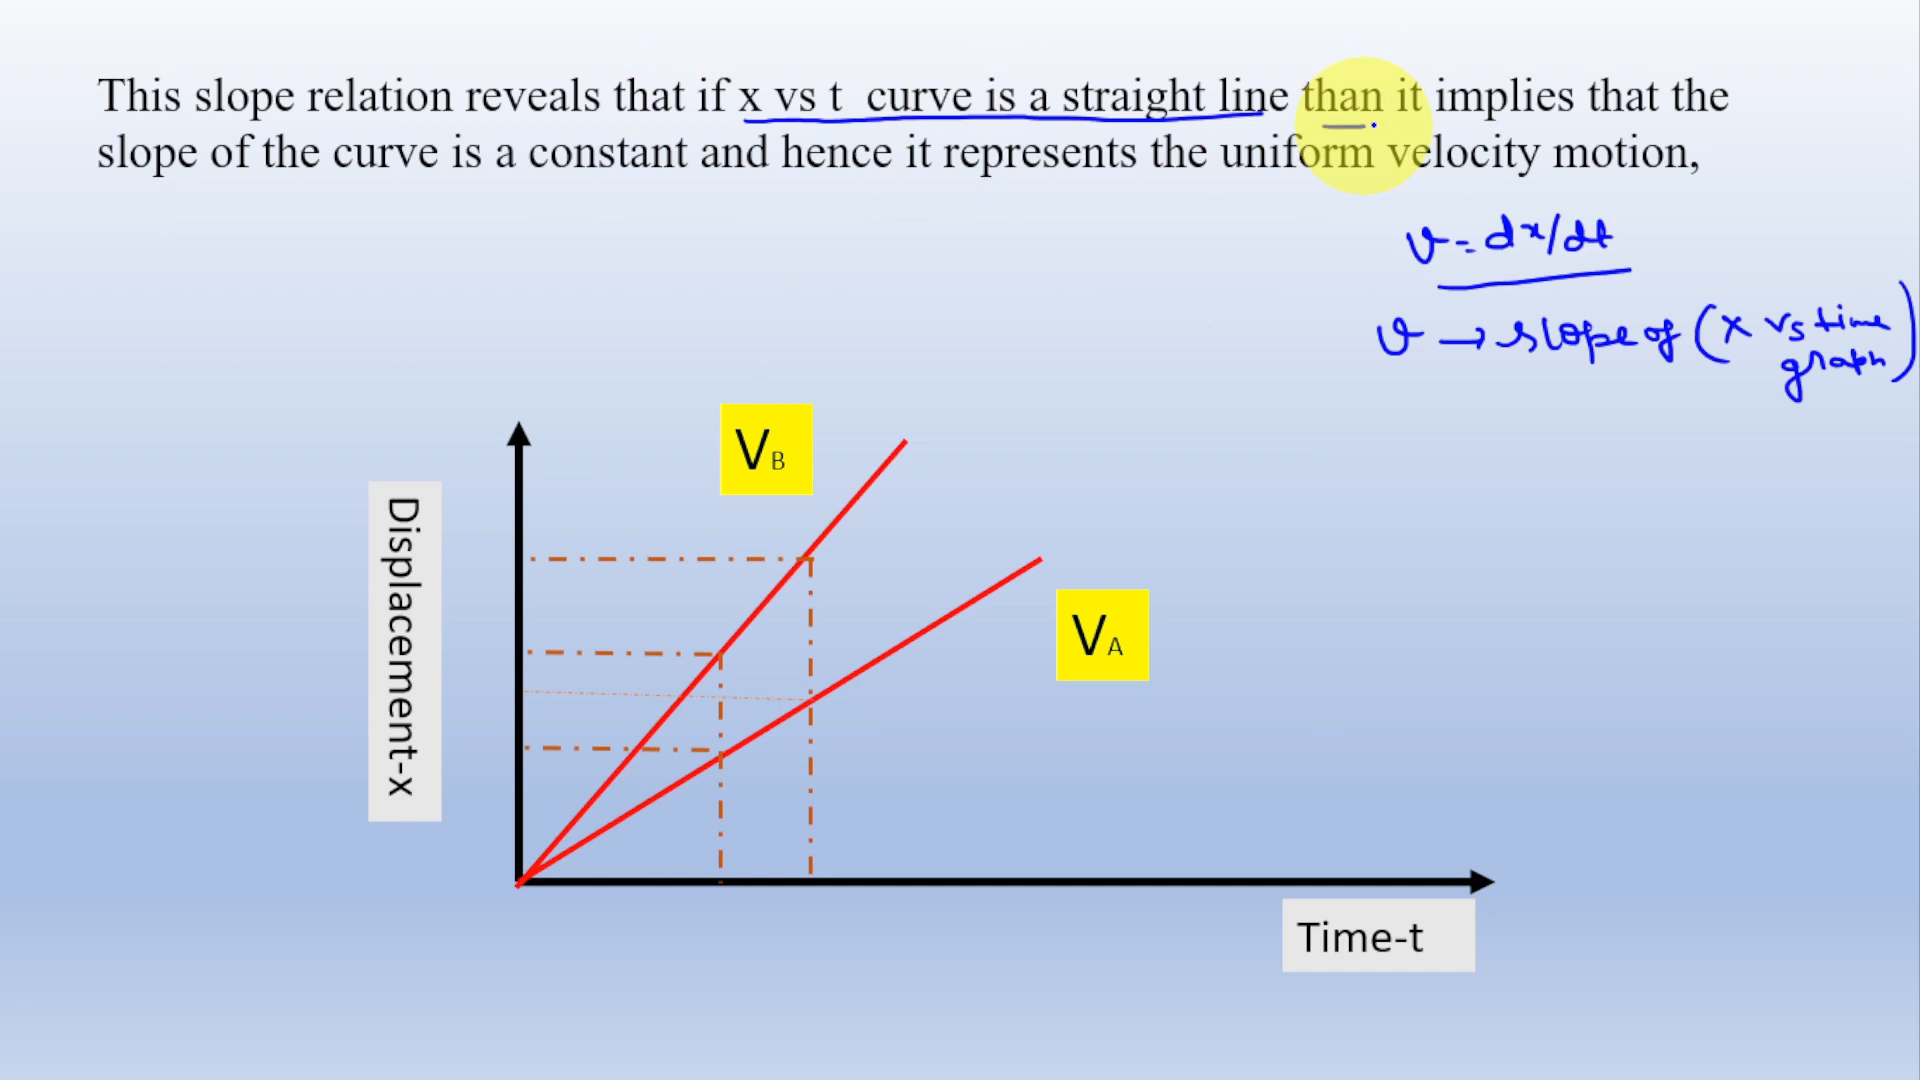 This slope relation reveals that if x vs t curve is a straight line than it implies that the
slope of the curve is a constant and hence it represents the uniform velocity motion,
v = dx/dt
v → slope of (x vs time
graph)
VB
Displacement-x
VA
Time-t